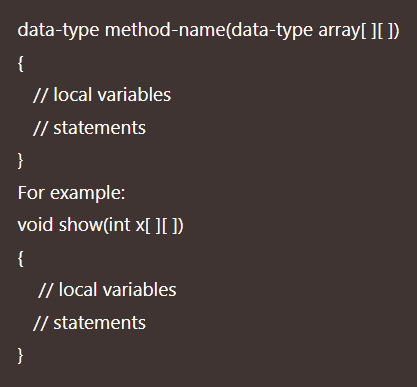 data-type method-name(data-type array[ ][ ])
{
// local variables
// statements
}
For example:
void show(int x[ ][ ])
{
// local variables
// statements
}